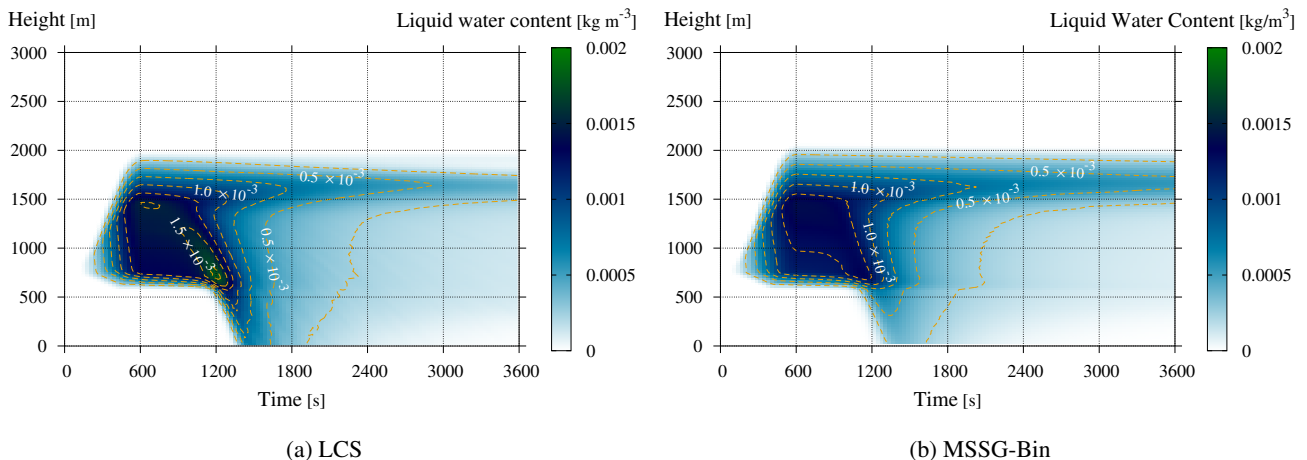 Height [m]
Liquid water content [kg m⁻³]
3000
2500
2000
1500
1000
500
0
0
600
1200
1800
2400
3000
3600
Time [s]
0.002
0.0015
0.001
0.0005
0
0.5 × 10⁻³
1.0 × 10⁻³
1.5 × 10⁻³
0.5 × 10⁻³
(a) LCS
Height [m]
Liquid Water Content [kg/m³]
3000
2500
2000
1500
1000
500
0
0
600
1200
1800
2400
3000
3600
Time [s]
0.002
0.0015
0.001
0.0005
0
0.5 × 10⁻³
1.0 × 10⁻³
0.5 × 10⁻³
1.0 × 10⁻³
(b) MSSG-Bin